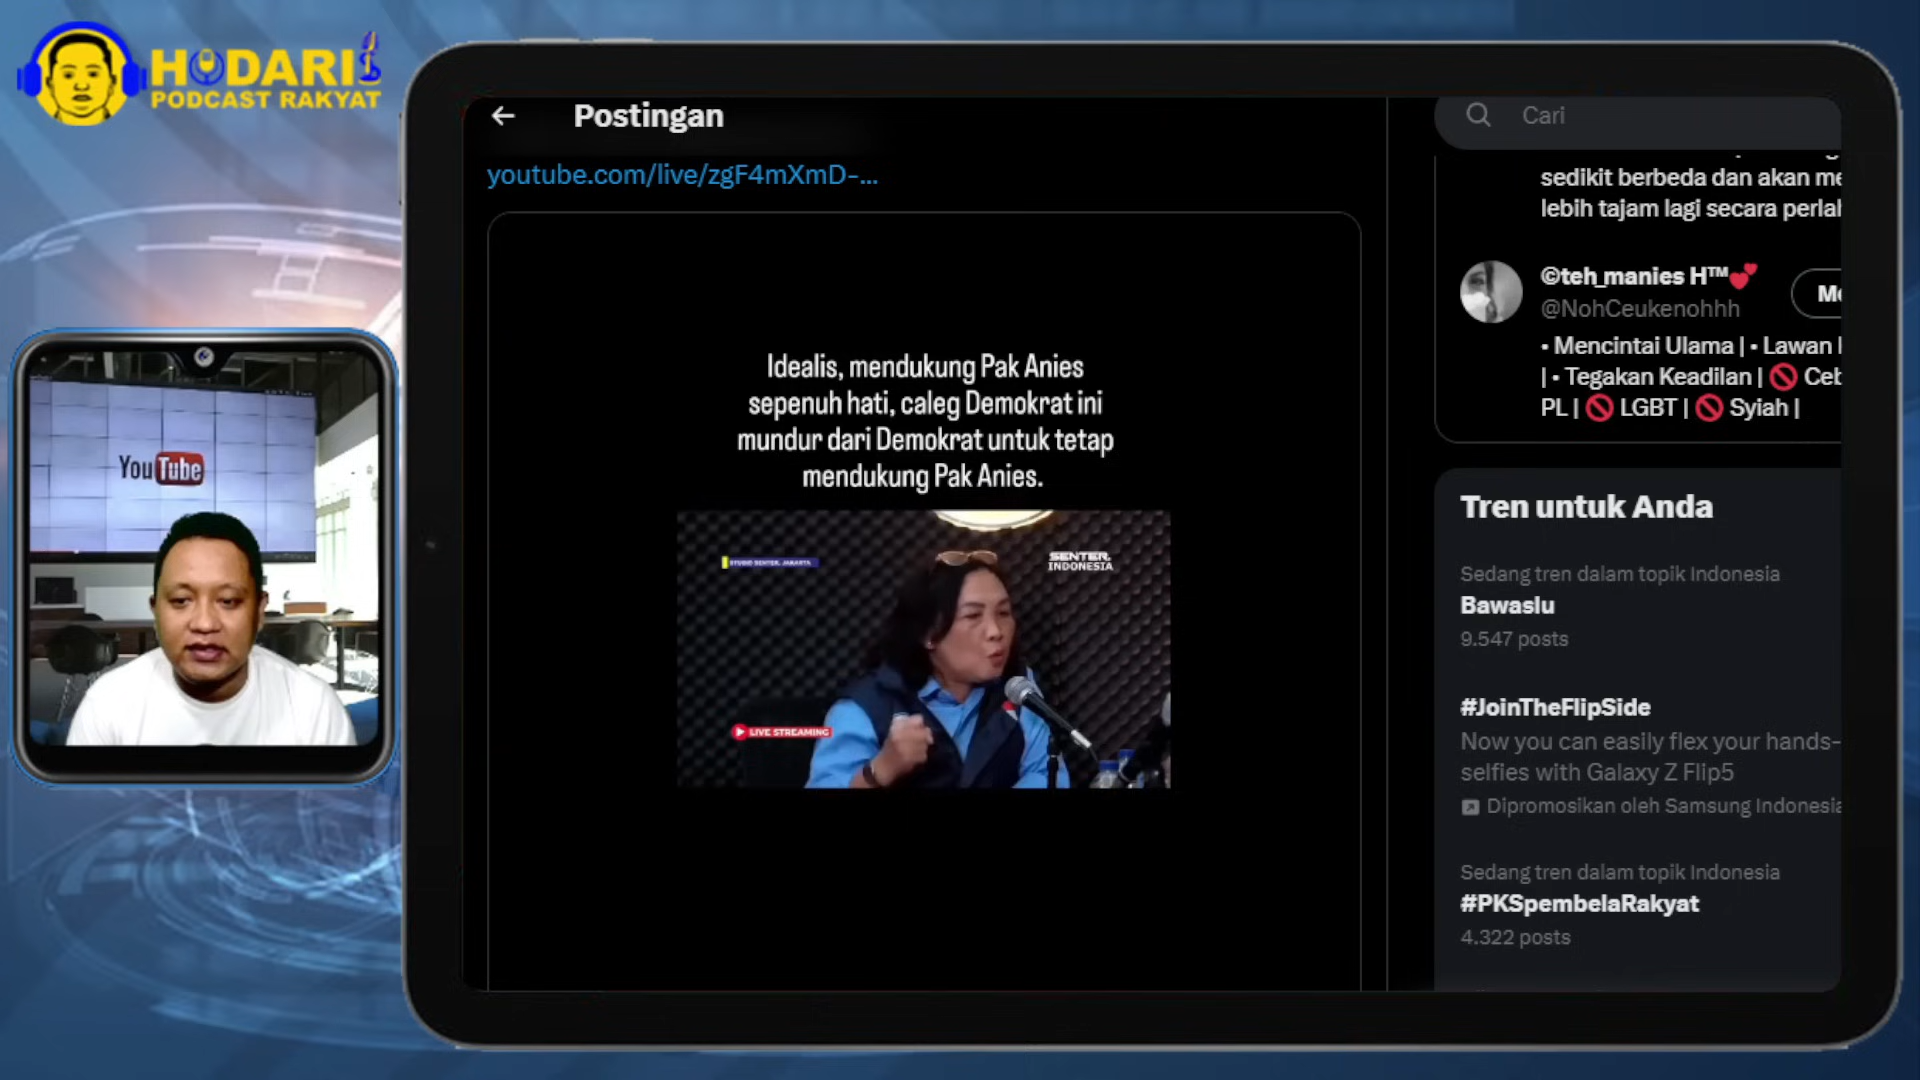 HODARI
PODCAST RAKYAT
YouTube
Postingan
youtube.com/live/zgF4mXmD-...
Idealis, mendukung Pak Anies
sepenuh hati, caleg Demokrat ini
mundur dari Demokrat untuk tetap
mendukung Pak Anies.
STUDIO SENTER, JAKARTA
SENTER.
INDONESIA
LIVE STREAMING
Cari
sedikit berbeda dan akan me
lebih tajam lagi secara perlah
©teh_manies H™💕
@NohCeukenohhh
Me
• Mencintai Ulama | • Lawan
| • Tegakan Keadilan | 🚫 Ceb
PL | 🚫 LGBT | 🚫 Syiah |
Tren untuk Anda
Sedang tren dalam topik Indonesia
Bawaslu
9.547 posts
#JoinTheFlipSide
Now you can easily flex your hands-
selfies with Galaxy Z Flip5
Dipromosikan oleh Samsung Indonesia
Sedang tren dalam topik Indonesia
#PKSpembelaRakyat
4.322 posts